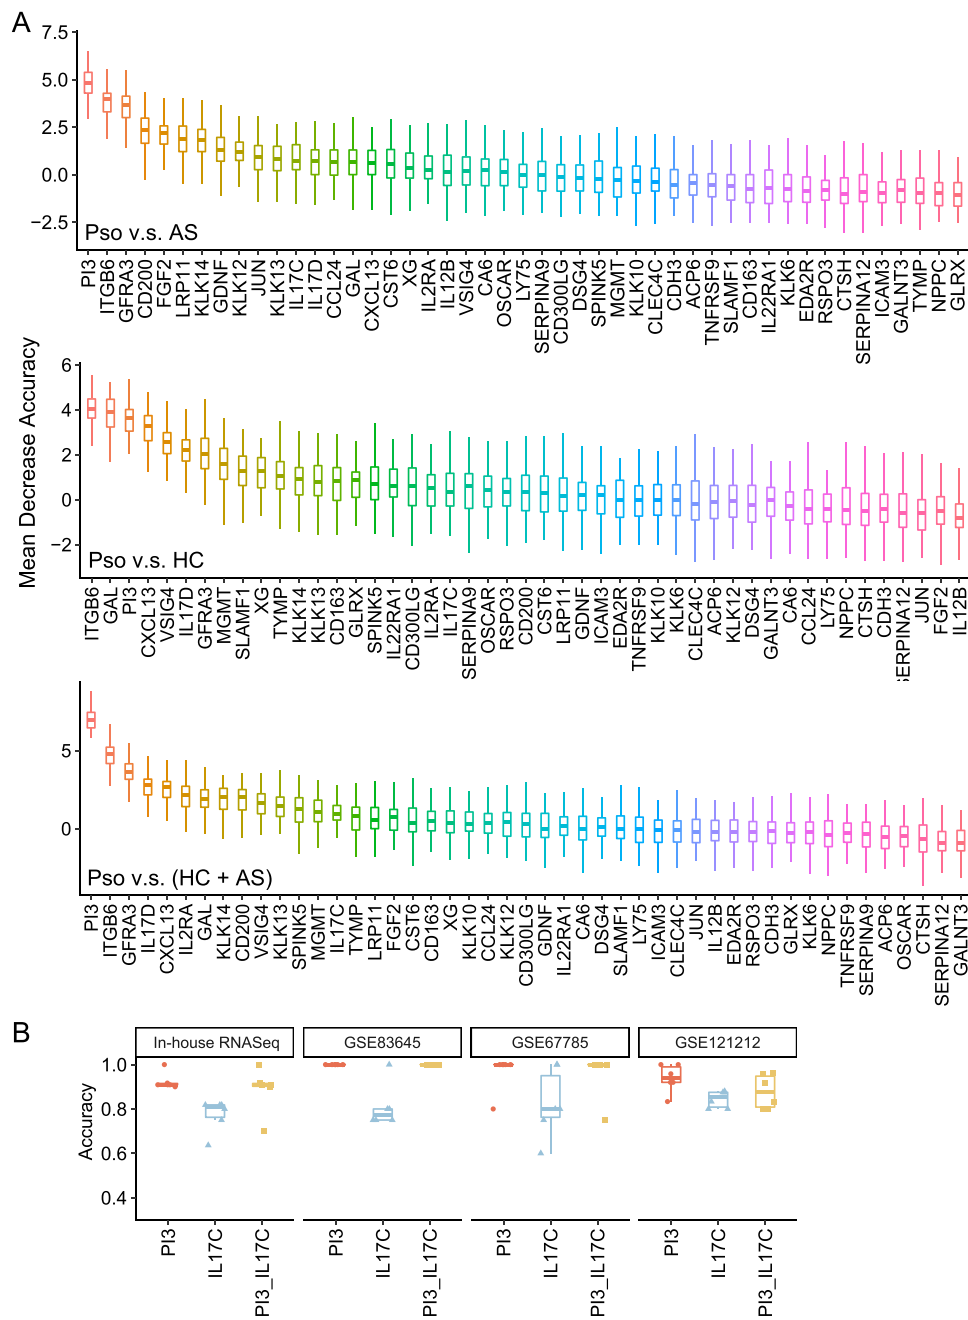 A
7.5
5.0
2.5
0.0
−2.5
Pso v.s. AS
PI3
ITGB6
GFRA3
CD200
FGF2
LRP11
KLK14
GDNF
KLK12
JUN
KLK13
IL17C
IL17D
CCL24
GAL
CXCL13
CST6
XG
IL2RA
IL12B
VSIG4
CA6
OSCAR
LY75
SERPINA9
CD300LG
DSG4
SPINK5
MGMT
KLK10
CLEC4C
CDH3
ACP6
TNFRSF9
SLAMF1
CD163
IL22RA1
KLK6
EDA2R
RSPO3
CTSH
SERPINA12
ICAM3
GALNT3
TYMP
NPPC
GLRX
Mean Decrease Accuracy
6
4
2
0
−2
Pso v.s. HC
ITGB6
GAL
PI3
CXCL13
VSIG4
IL17D
GFRA3
MGMT
SLAMF1
XG
TYMP
KLK14
KLK13
CD163
GLRX
SPINK5
IL22RA1
CD300LG
IL2RA
IL17C
SERPINA9
OSCAR
RSPO3
CD200
CST6
LRP11
GDNF
ICAM3
EDA2R
TNFRSF9
KLK10
KLK6
CLEC4C
ACP6
KLK12
DSG4
GALNT3
CA6
CCL24
LY75
NPPC
CTSH
CDH3
SERPINA12
JUN
FGF2
IL12B
5
0
Pso v.s. (HC + AS)
PI3
ITGB6
GFRA3
IL17D
CXCL13
IL2RA
GAL
KLK14
CD200
VSIG4
KLK13
SPINK5
MGMT
IL17C
TYMP
LRP11
FGF2
CST6
CD163
XG
KLK10
CCL24
KLK12
CD300LG
GDNF
IL22RA1
CA6
DSG4
SLAMF1
LY75
ICAM3
CLEC4C
JUN
IL12B
EDA2R
RSPO3
CDH3
GLRX
KLK6
NPPC
TNFRSF9
SERPINA9
ACP6
OSCAR
CTSH
SERPINA12
GALNT3
B
In-house RNASeq
GSE83645
GSE67785
GSE121212
Accuracy
1.0
0.8
0.6
0.4
PI3
IL17C
PI3_IL17C
PI3
IL17C
PI3_IL17C
PI3
IL17C
PI3_IL17C
PI3
IL17C
PI3_IL17C